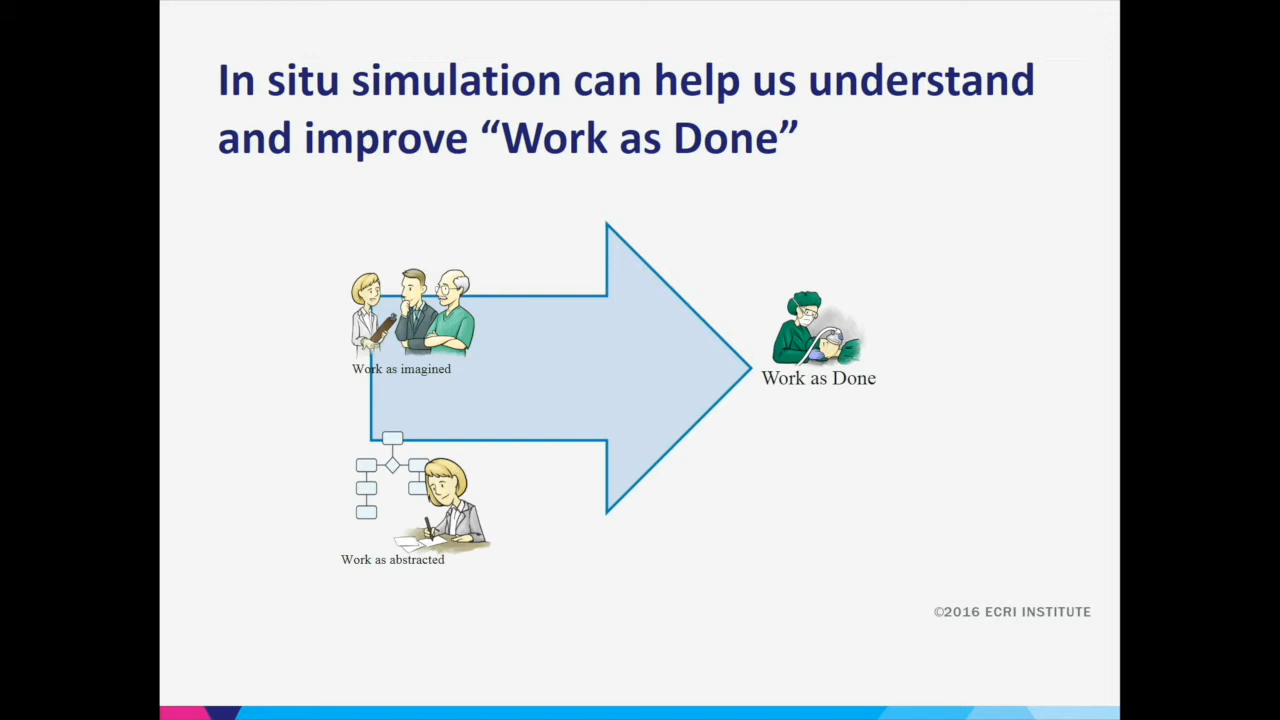 In situ simulation can help us understand
and improve “Work as Done”
Work as imagined
Work as Done
Work as abstracted
©2016 ECRI INSTITUTE